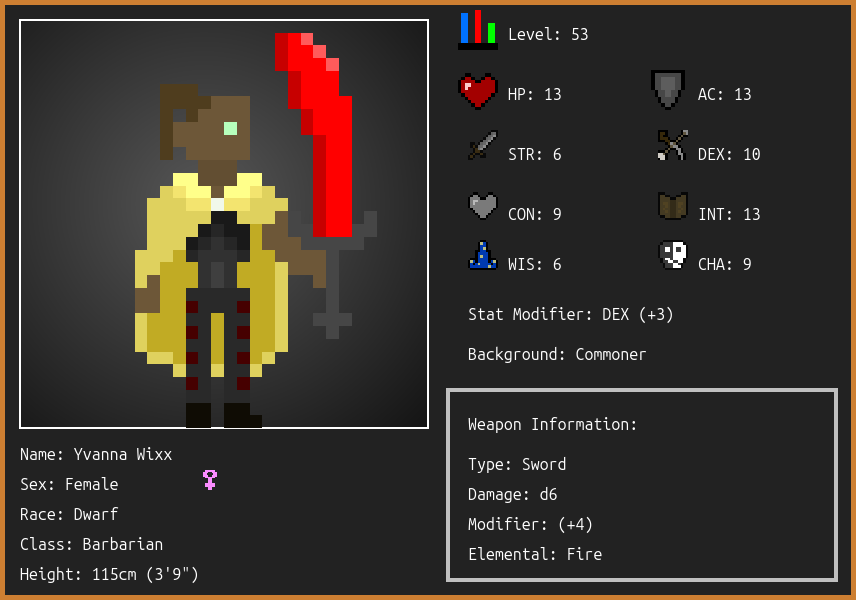 Level: 53
HP: 13
AC: 13
STR: 6
DEX: 10
CON: 9
INT: 13
WIS: 6
CHA: 9
Stat Modifier: DEX (+3)
Background: Commoner
Weapon Information:
Type: Sword
Damage: d6
Modifier: (+4)
Elemental: Fire
Name: Yvanna Wixx
Sex: Female
Race: Dwarf
Class: Barbarian
Height: 115cm (3'9")